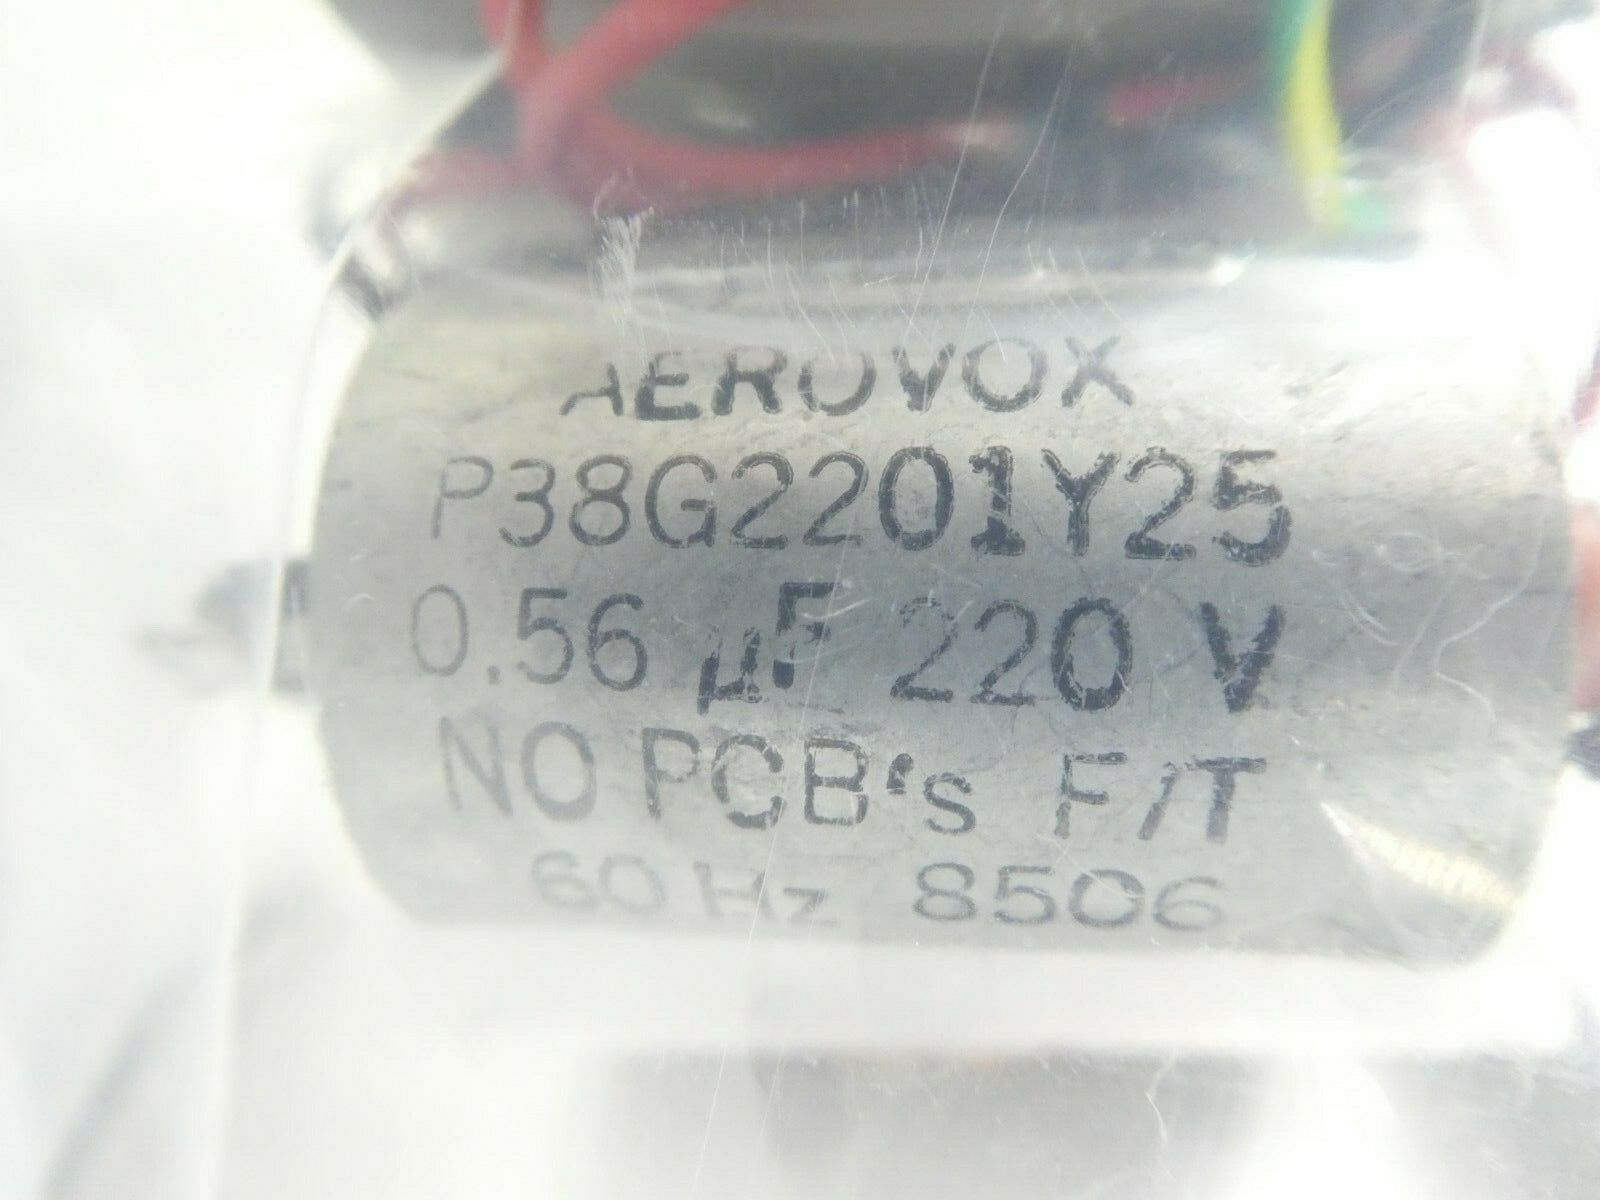 AEROVOX
P38G2201Y25
0.56 µF 220 V
NO PCB's F/T
60 Hz 8506